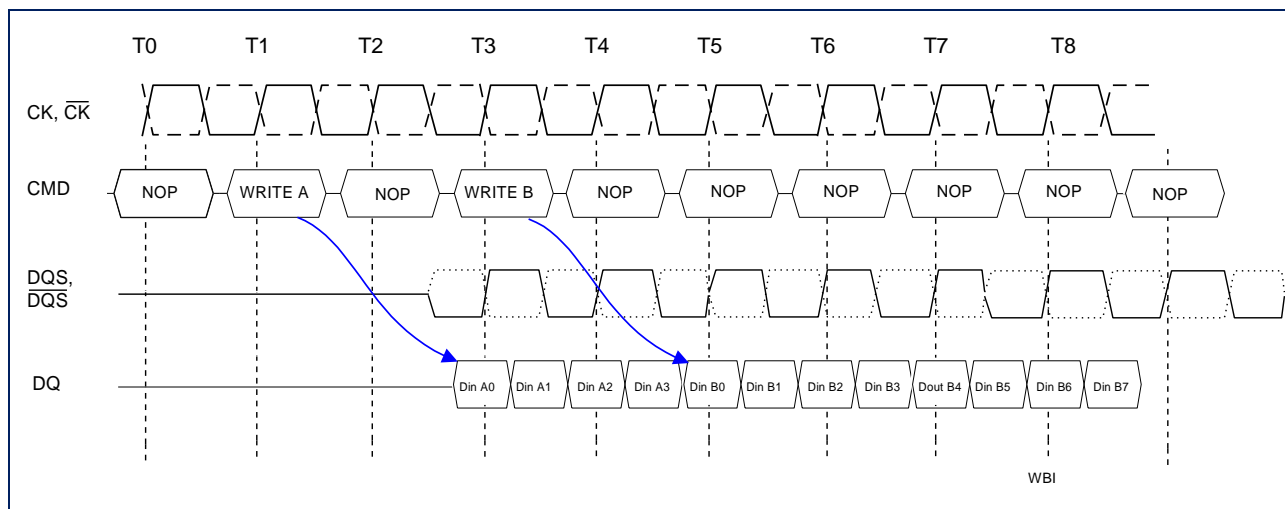 T0 T1 T2 T3 T4 T5 T6 T7 T8
CK, CK
CMD NOP WRITE A NOP WRITE B NOP NOP NOP NOP NOP NOP
DQS,
DQS
DQ Din A0 Din A1 Din A2 Din A3 Din B0 Din B1 Din B2 Din B3 Dout B4 Din B5 Din B6 Din B7
WBI